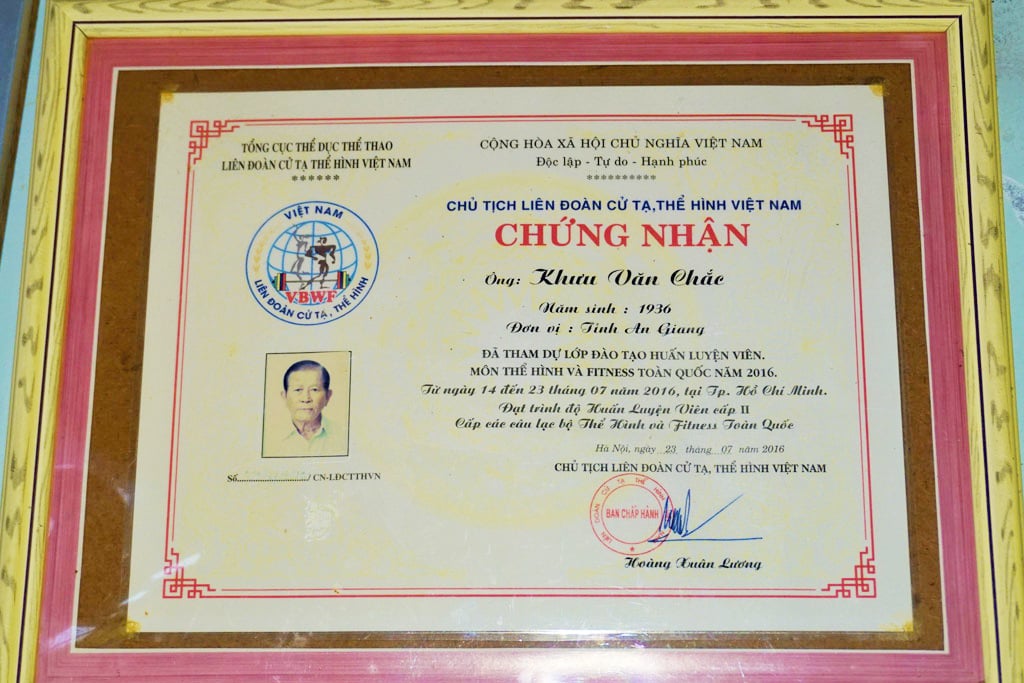 TỔNG CỤC THỂ DỤC THỂ THAO
LIÊN ĐOÀN CỬ TẠ THỂ HÌNH VIỆT NAM
******
CỘNG HÒA XÃ HỘI CHỦ NGHĨA VIỆT NAM
Độc lập - Tự do - Hạnh phúc
**********
VIỆT NAM
V.B.W.F
LIÊN ĐOÀN CỬ TẠ, THỂ HÌNH
CHỦ TỊCH LIÊN ĐOÀN CỬ TẠ,THỂ HÌNH VIỆT NAM
CHỨNG NHẬN
Ông: Khưu Văn Chắc
Năm sinh : 1936
Đơn vị : Tỉnh An Giang
ĐÃ THAM DỰ LỚP ĐÀO TẠO HUẤN LUYỆN VIÊN.
MÔN THỂ HÌNH VÀ FITNESS TOÀN QUỐC NĂM 2016.
Từ ngày 14 đến 23 tháng 07 năm 2016, tại Tp. Hồ Chí Minh.
Đạt trình độ Huấn Luyện Viên cấp II
Cấp các câu lạc bộ Thể Hình và Fitness Toàn Quốc
Hà Nội, ngày 23 tháng 07 năm 2016
CHỦ TỊCH LIÊN ĐOÀN CỬ TẠ, THỂ HÌNH VIỆT NAM
Số............................../ CN-LĐCTTHVN
LIÊN ĐOÀN CỬ TẠ THỂ HÌNH
BAN CHẤP HÀNH
Hoàng Xuân Lương